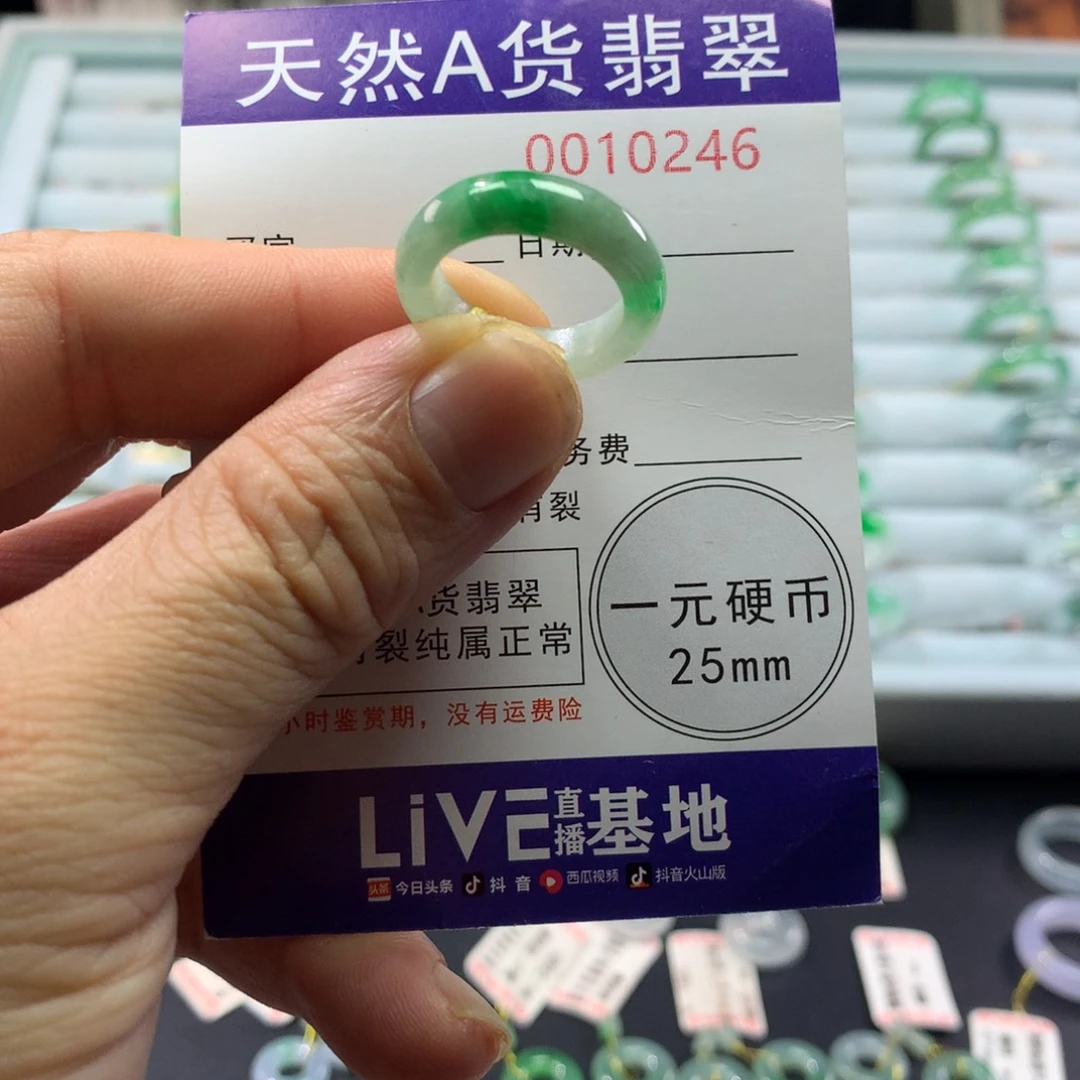 天然A货翡翠
0010246
日期
务费
有裂
货翡翠
裂纯属正常
小时鉴赏期，没有运费险
一元硬币
25mm
LiVE直播基地
头条 今日头条 抖音 西瓜视频 抖音火山版